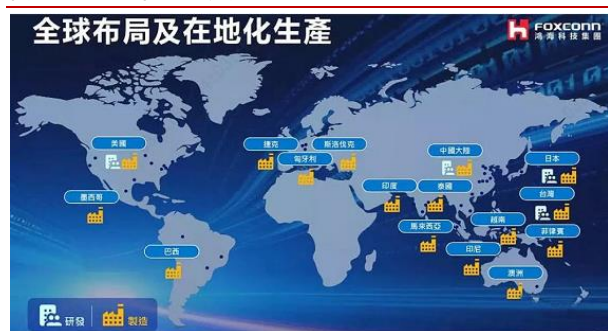 全球布局及在地化生產
FOXCONN
鴻海科技集團
美國
捷克
斯洛伐克
匈牙利
中國大陸
日本
墨西哥
印度
泰國
台灣
馬來西亞
越南
菲律賓
巴西
印尼
澳洲
研發
製造